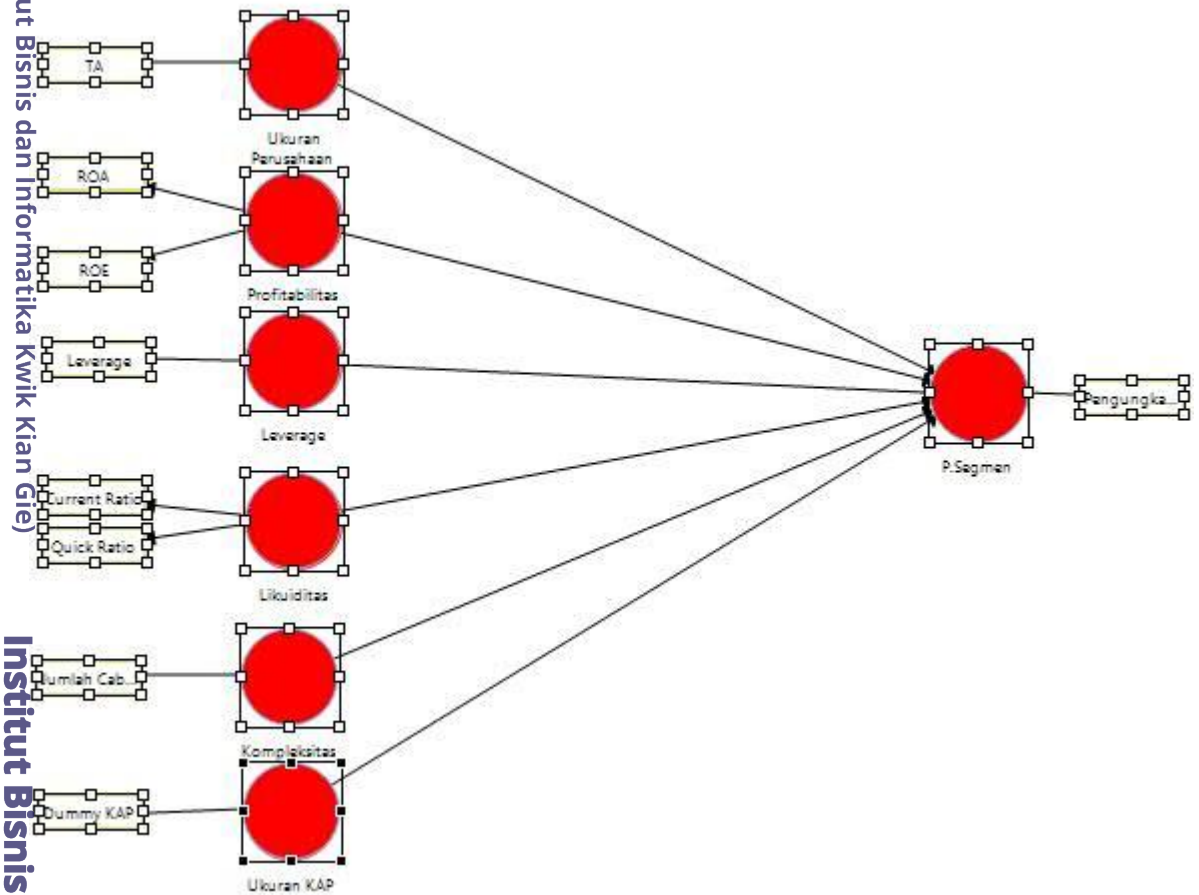 ut Bisnis dan Informatika Kwik Kian Gie)
Institut Bisnis
TA
Ukuran
Perusahaan
ROA
ROE
Profitabilitas
Leverage
Leverage
Pengungka...
P.Segmen
Current Ratio
Quick Ratio
Likuiditas
Jumlah Cab...
Kompleksitas
Dummy KAP
Ukuran KAP